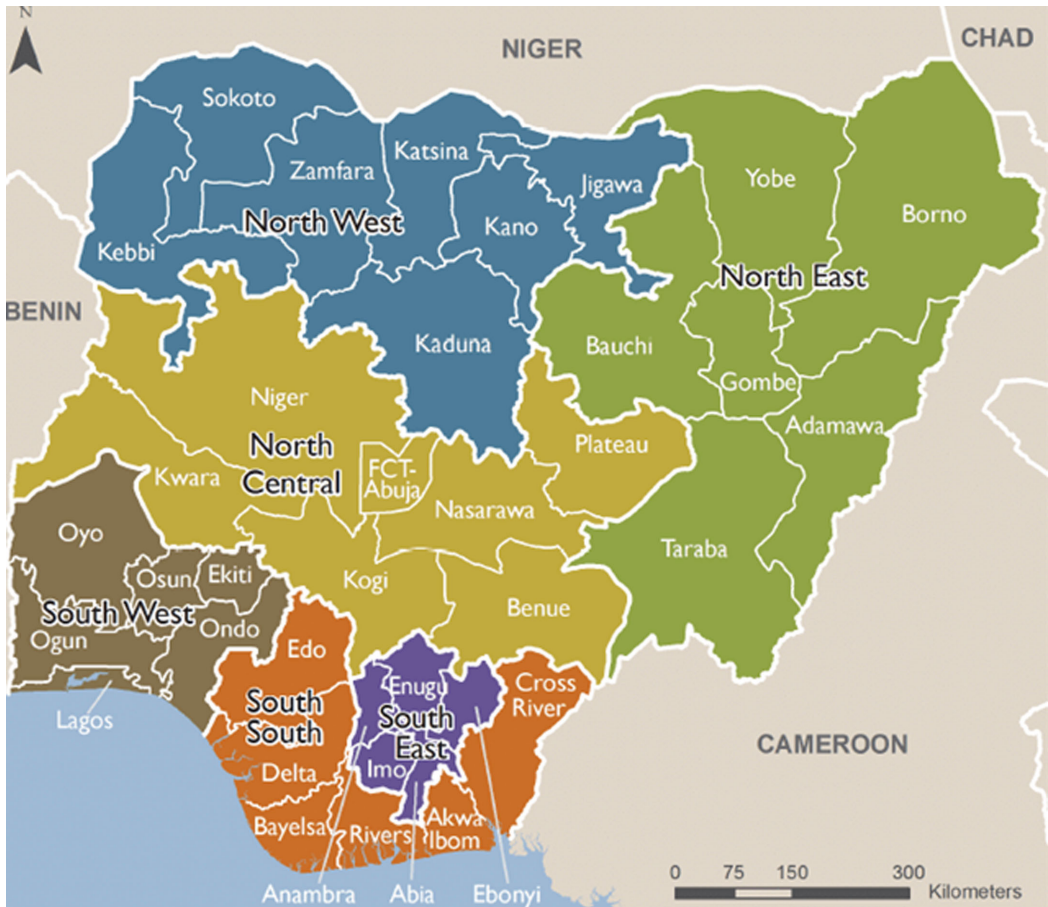 N
NIGER
CHAD
Sokoto
Katsina
Zamfara
Jigawa
Yobe
Kano
Borno
North West
Kebbi
North East
BENIN
Kaduna
Bauchi
Gombe
Niger
Adamawa
North
Central
Plateau
FCT-
Abuja
Kwara
Nasarawa
Oyo
Taraba
Osun
Ekiti
Kogi
Benue
South West
Ogun
Ondo
Edo
Enugu
Cross
River
South
South
South
East
Lagos
CAMEROON
Delta
Imo
Bayelsa
Rivers
Akwa
Ibom
Anambra
Abia
Ebonyi
0 75 150 300
Kilometers